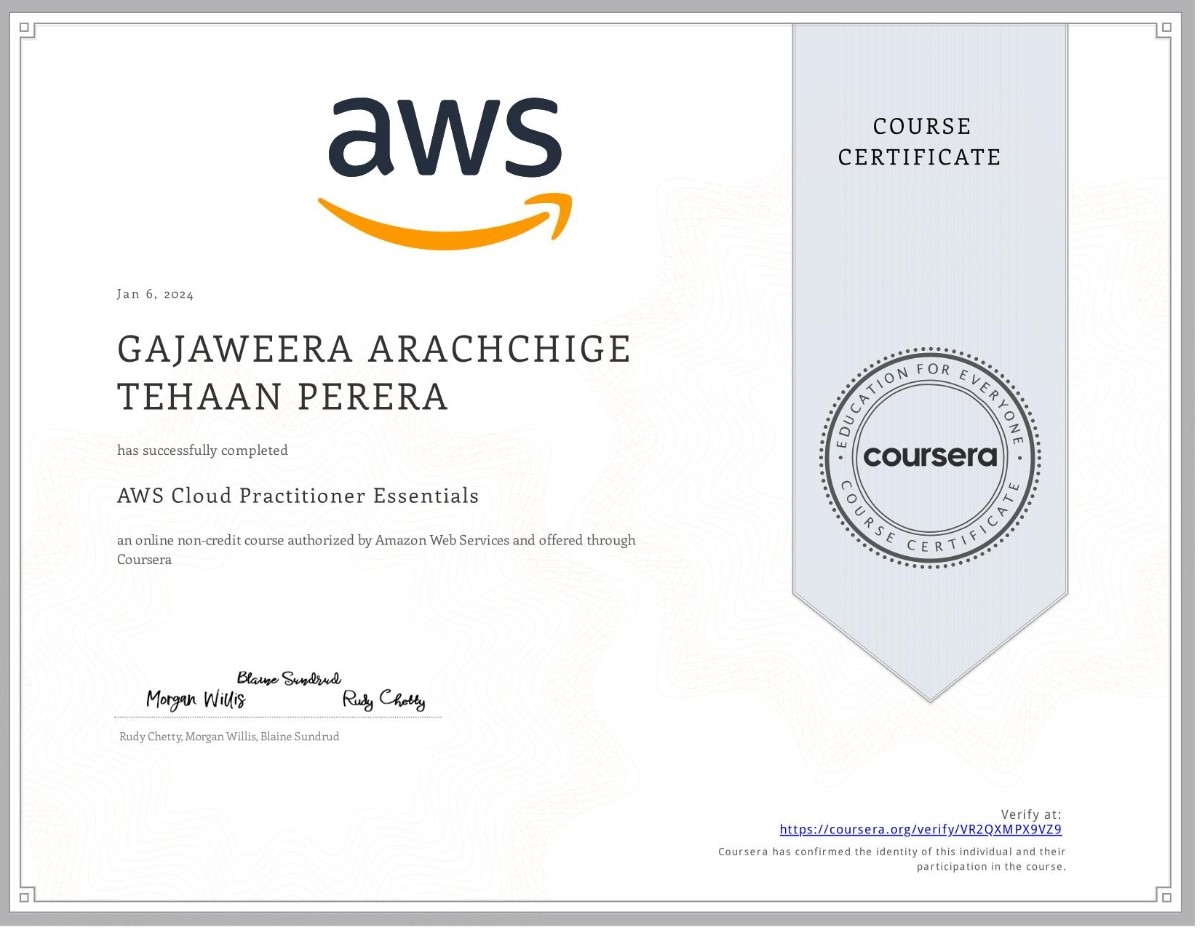 aws
COURSE
CERTIFICATE
Jan 6, 2024
GAJAWEERA ARACHCHIGE
TEHAAN PERERA
has successfully completed
AWS Cloud Practitioner Essentials
an online non-credit course authorized by Amazon Web Services and offered through
Coursera
EDUCATION FOR EVERYONE
coursera
COURSE CERTIFICATE
Blaine Sundrud
Morgan Willis
Rudy Chetty
Rudy Chetty, Morgan Willis, Blaine Sundrud
Verify at:
https://coursera.org/verify/VR2QXMPX9VZ9
Coursera has confirmed the identity of this individual and their
participation in the course.